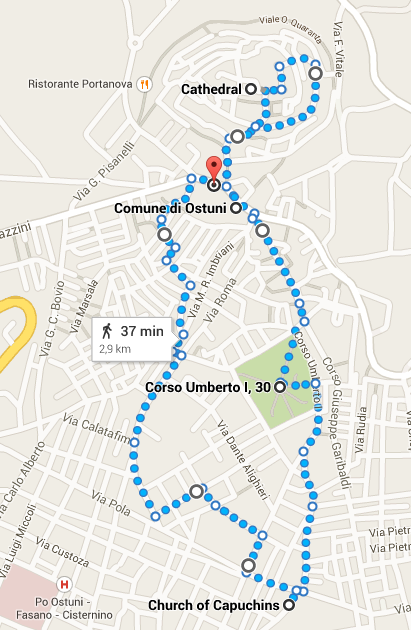 Viale O. Quaranta
Via F. Vitale
Ristorante Portanova
Cathedral
Via G. Pisanelli
Comune di Ostuni
azzini
Via M. R. Imbriani
Via Roma
Via G. C. Bovio
Via Marsala
37 min
2,9 km
Corso Umberto
Corso Umberto I, 30
Corso Giuseppe Garibaldi
Via Rudia
Via Calatafimi
Via Dante Alighieri
Via Carlo Alberto
Via Pola
Via Luigi Miccoli
Via Custoza
Via Pietr
Via Pietr
H
Po Ostuni -
Fasano - Cisternino
Church of Capuchins